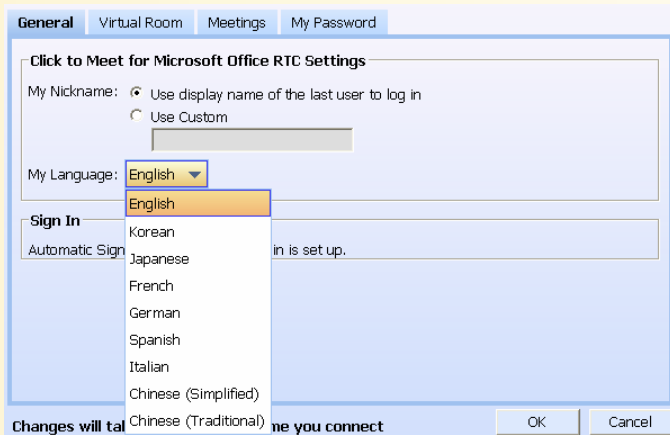 General Virtual Room Meetings My Password
Click to Meet for Microsoft Office RTC Settings
My Nickname: Use display name of the last user to log in
Use Custom
My Language: English
English
Korean
Japanese
French
German
Spanish
Italian
Chinese (Simplified)
Chinese (Traditional)
Sign In
Automatic Sign in is set up.
Changes will me you connect
OK Cancel